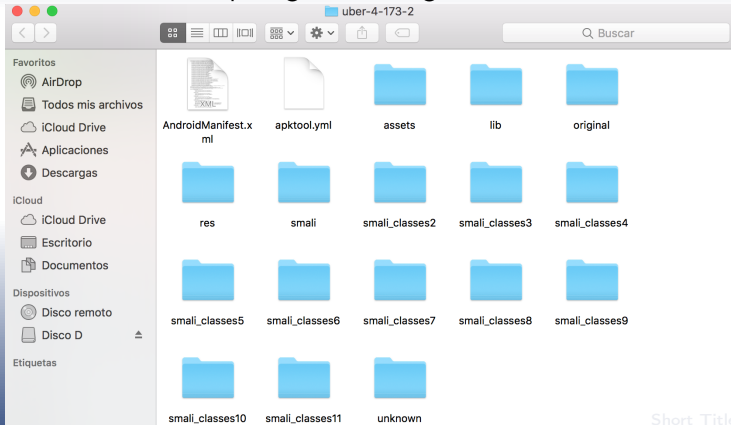 uber-4-173-2
Buscar
Favoritos
AirDrop
Todos mis archivos
iCloud Drive
Aplicaciones
Descargas
iCloud
iCloud Drive
Escritorio
Documentos
Dispositivos
Disco remoto
Disco D
Etiquetas
XML
AndroidManifest.x
ml
apktool.yml
assets
lib
original
res
smali
smali_classes2
smali_classes3
smali_classes4
smali_classes5
smali_classes6
smali_classes7
smali_classes8
smali_classes9
smali_classes10
smali_classes11
unknown
Short Title